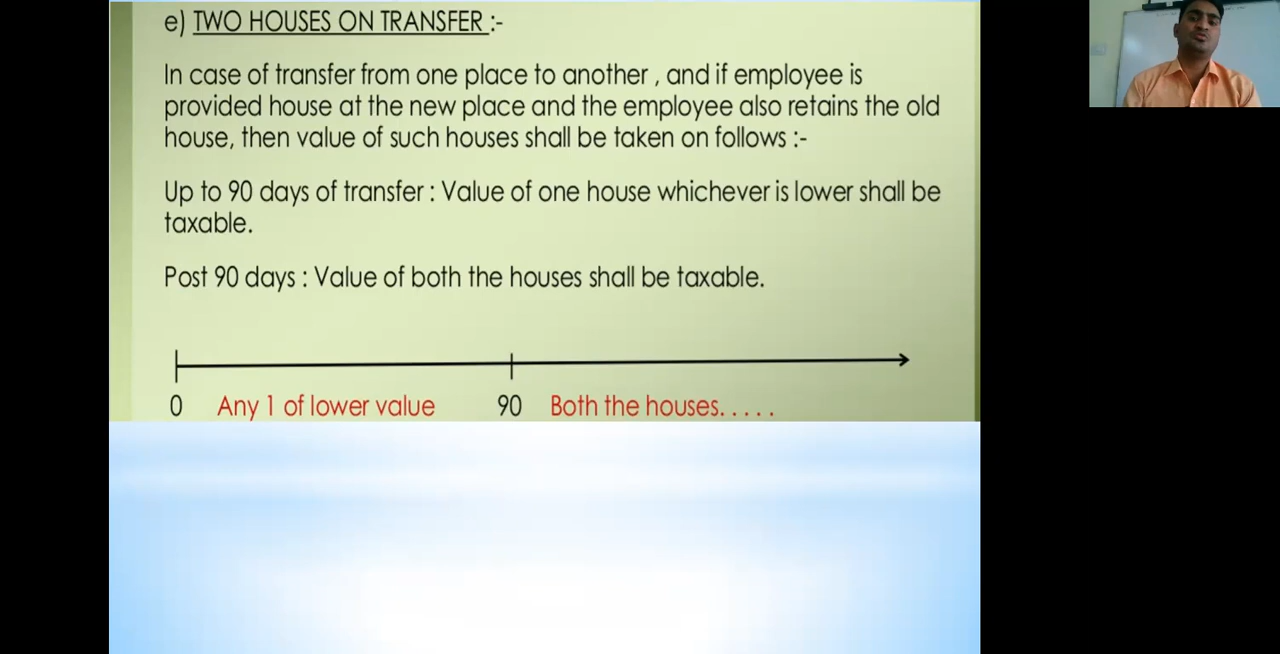 e) TWO HOUSES ON TRANSFER :-
In case of transfer from one place to another , and if employee is
provided house at the new place and the employee also retains the old
house, then value of such houses shall be taken on follows :-
Up to 90 days of transfer : Value of one house whichever is lower shall be
taxable.
Post 90 days : Value of both the houses shall be taxable.
0 Any 1 of lower value 90 Both the houses. . . . .